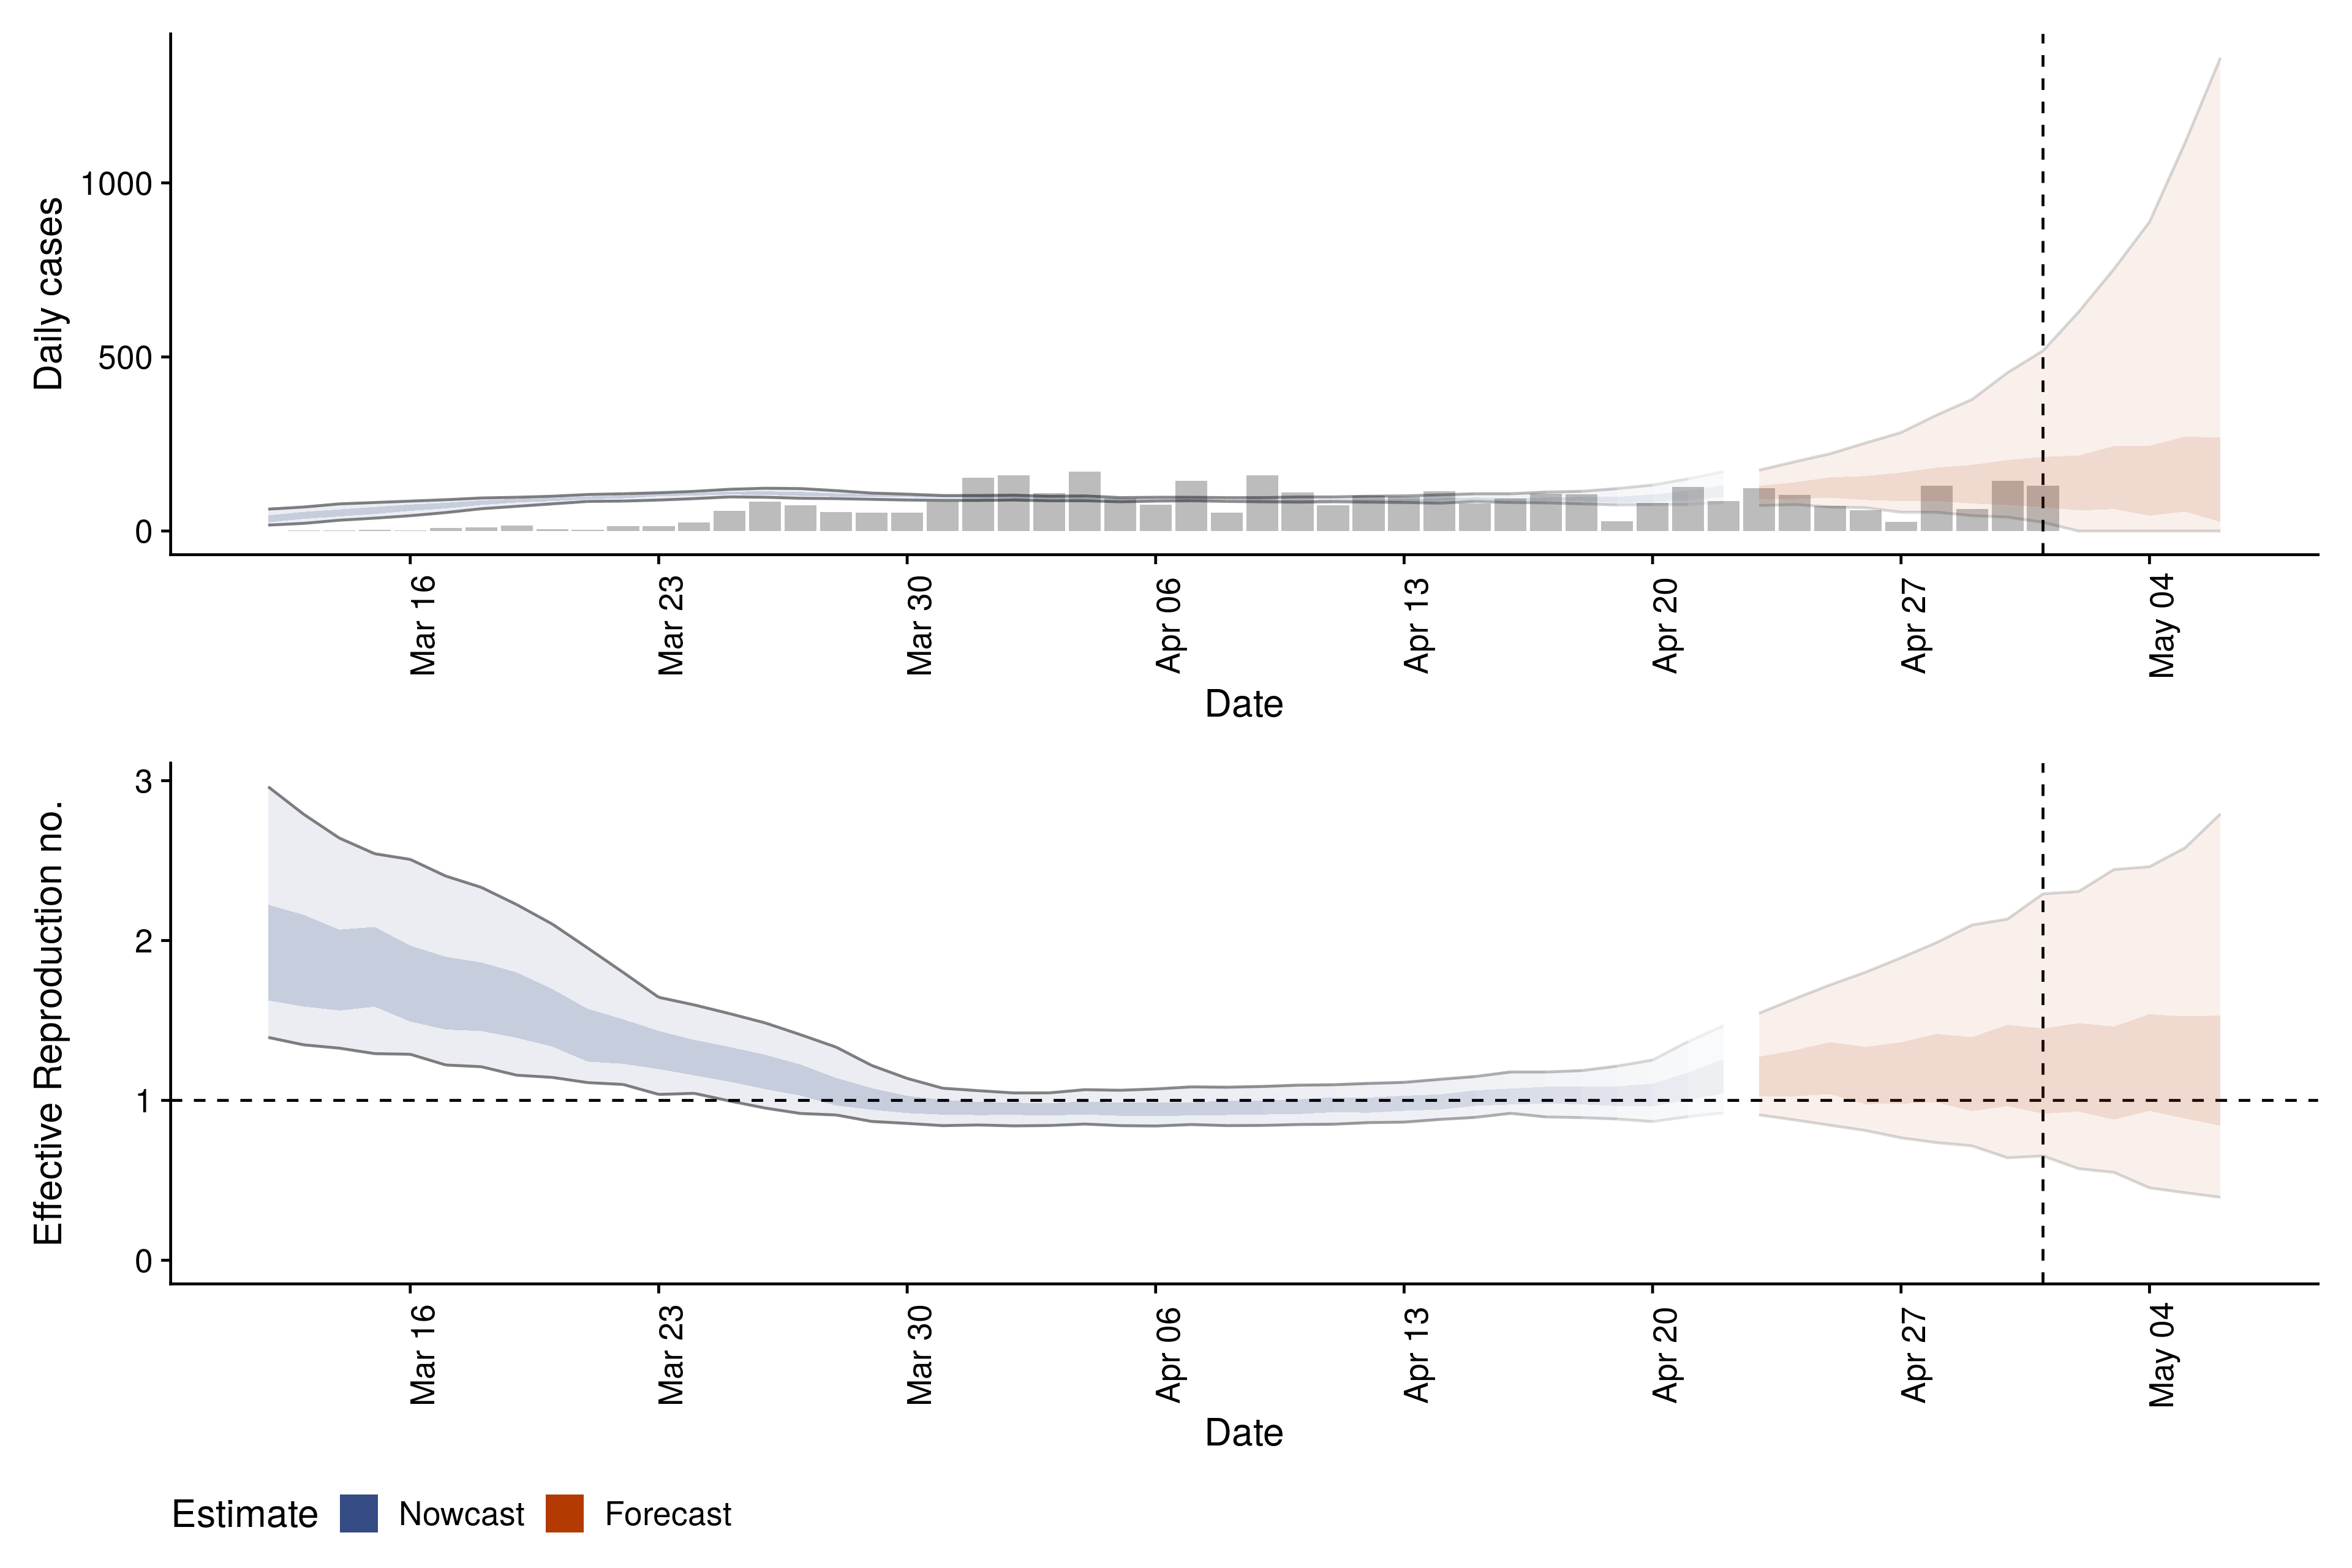 Daily cases
1000
500
0
Mar 16
Mar 23
Mar 30
Apr 06
Apr 13
Apr 20
Apr 27
May 04
Date
Effective Reproduction no.
3
2
1
0
Mar 16
Mar 23
Mar 30
Apr 06
Apr 13
Apr 20
Apr 27
May 04
Date
Estimate Nowcast Forecast